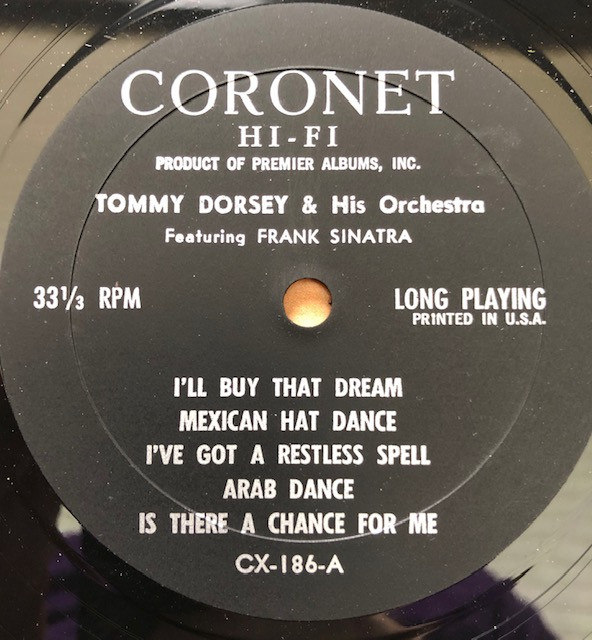 CORONET
HI-FI
PRODUCT OF PREMIER ALBUMS, INC.
TOMMY DORSEY & His Orchestra
Featuring FRANK SINATRA
33⅓ RPM
LONG PLAYING
PRINTED IN U.S.A.
I'LL BUY THAT DREAM
MEXICAN HAT DANCE
I'VE GOT A RESTLESS SPELL
ARAB DANCE
IS THERE A CHANCE FOR ME
CX-186-A